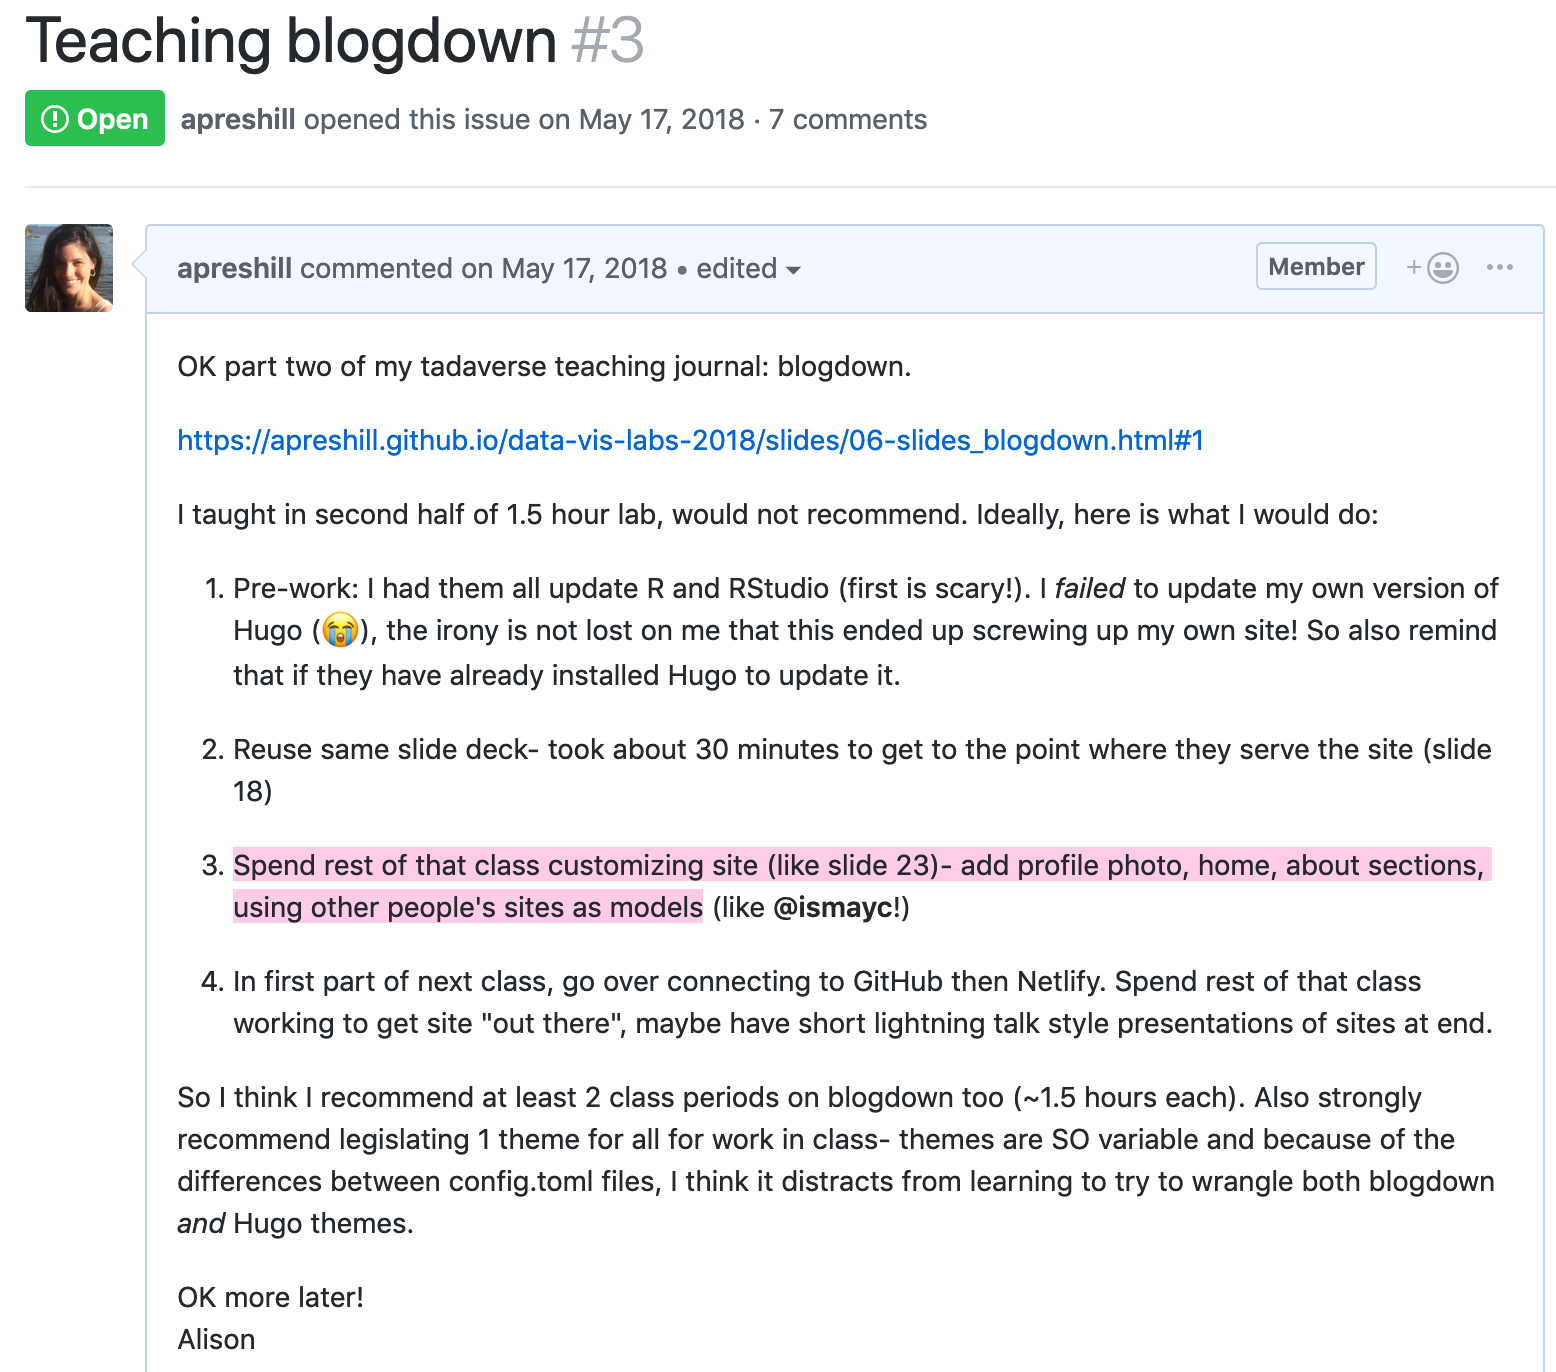 Teaching blogdown #3
Open apreshill opened this issue on May 17, 2018 · 7 comments
apreshill commented on May 17, 2018 • edited
Member
OK part two of my tadaverse teaching journal: blogdown.
https://apreshill.github.io/data-vis-labs-2018/slides/06-slides_blogdown.html#1
I taught in second half of 1.5 hour lab, would not recommend. Ideally, here is what I would do:
1. Pre-work: I had them all update R and RStudio (first is scary!). I failed to update my own version of
Hugo (😭), the irony is not lost on me that this ended up screwing up my own site! So also remind
that if they have already installed Hugo to update it.
2. Reuse same slide deck- took about 30 minutes to get to the point where they serve the site (slide
18)
3. Spend rest of that class customizing site (like slide 23)- add profile photo, home, about sections,
using other people's sites as models (like @ismayc!)
4. In first part of next class, go over connecting to GitHub then Netlify. Spend rest of that class
working to get site "out there", maybe have short lightning talk style presentations of sites at end.
So I think I recommend at least 2 class periods on blogdown too (~1.5 hours each). Also strongly
recommend legislating 1 theme for all for work in class- themes are SO variable and because of the
differences between config.toml files, I think it distracts from learning to try to wrangle both blogdown
and Hugo themes.
OK more later!
Alison